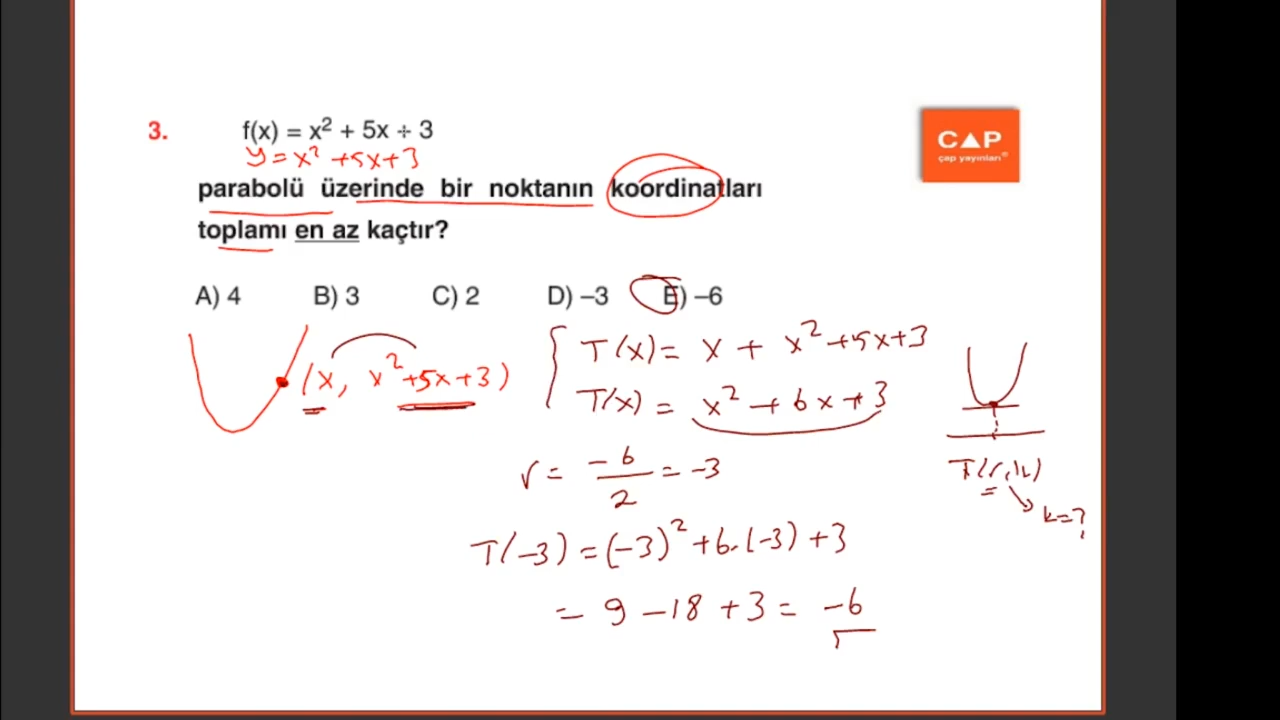 3. f(x) = x² + 5x + 3
y = x² + 5x + 3
parabolü üzerinde bir noktanın koordinatları
toplamı en az kaçtır?
A) 4 B) 3 C) 2 D) –3 E) –6
ÇAP
çap yayınları®
(x, x² + 5x + 3)
T(x) = x + x² + 5x + 3
T(x) = x² + 6x + 3
r = -6/2 = -3
T(r, k)
k = ?
T(-3) = (-3)² + 6.(-3) + 3
= 9 - 18 + 3 = -6